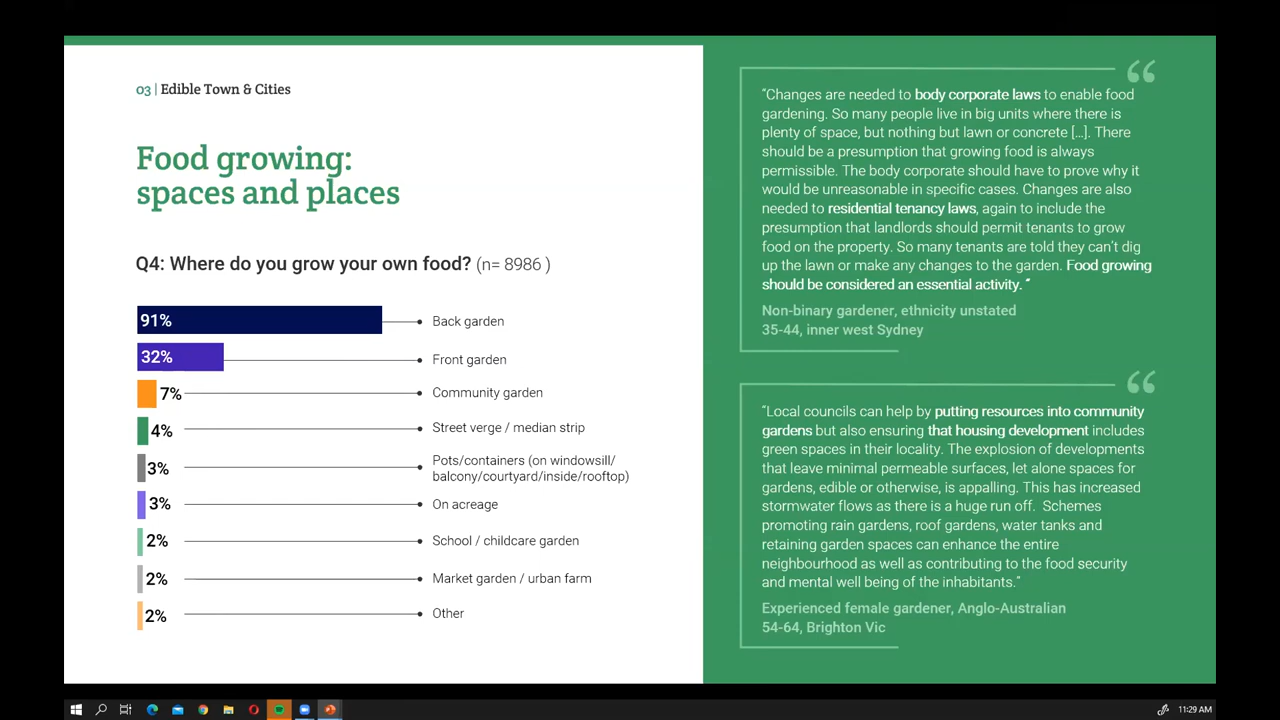 03 | Edible Town & Cities
Food growing:
spaces and places
Q4: Where do you grow your own food? (n= 8986 )
91% Back garden
32% Front garden
7% Community garden
4% Street verge / median strip
3% Pots/containers (on windowsill/
balcony/courtyard/inside/rooftop)
3% On acreage
2% School / childcare garden
2% Market garden / urban farm
2% Other
“
“Changes are needed to body corporate laws to enable food
gardening. So many people live in big units where there is
plenty of space, but nothing but lawn or concrete […]. There
should be a presumption that growing food is always
permissible. The body corporate should have to prove why it
would be unreasonable in specific cases. Changes are also
needed to residential tenancy laws, again to include the
presumption that landlords should permit tenants to grow
food on the property. So many tenants are told they can’t dig
up the lawn or make any changes to the garden. Food growing
should be considered an essential activity. “
Non-binary gardener, ethnicity unstated
35-44, inner west Sydney
“
“Local councils can help by putting resources into community
gardens but also ensuring that housing development includes
green spaces in their locality. The explosion of developments
that leave minimal permeable surfaces, let alone spaces for
gardens, edible or otherwise, is appalling. This has increased
stormwater flows as there is a huge run off. Schemes
promoting rain gardens, roof gardens, water tanks and
retaining garden spaces can enhance the entire
neighbourhood as well as contributing to the food security
and mental well being of the inhabitants.”
Experienced female gardener, Anglo-Australian
54-64, Brighton Vic
11:29 AM